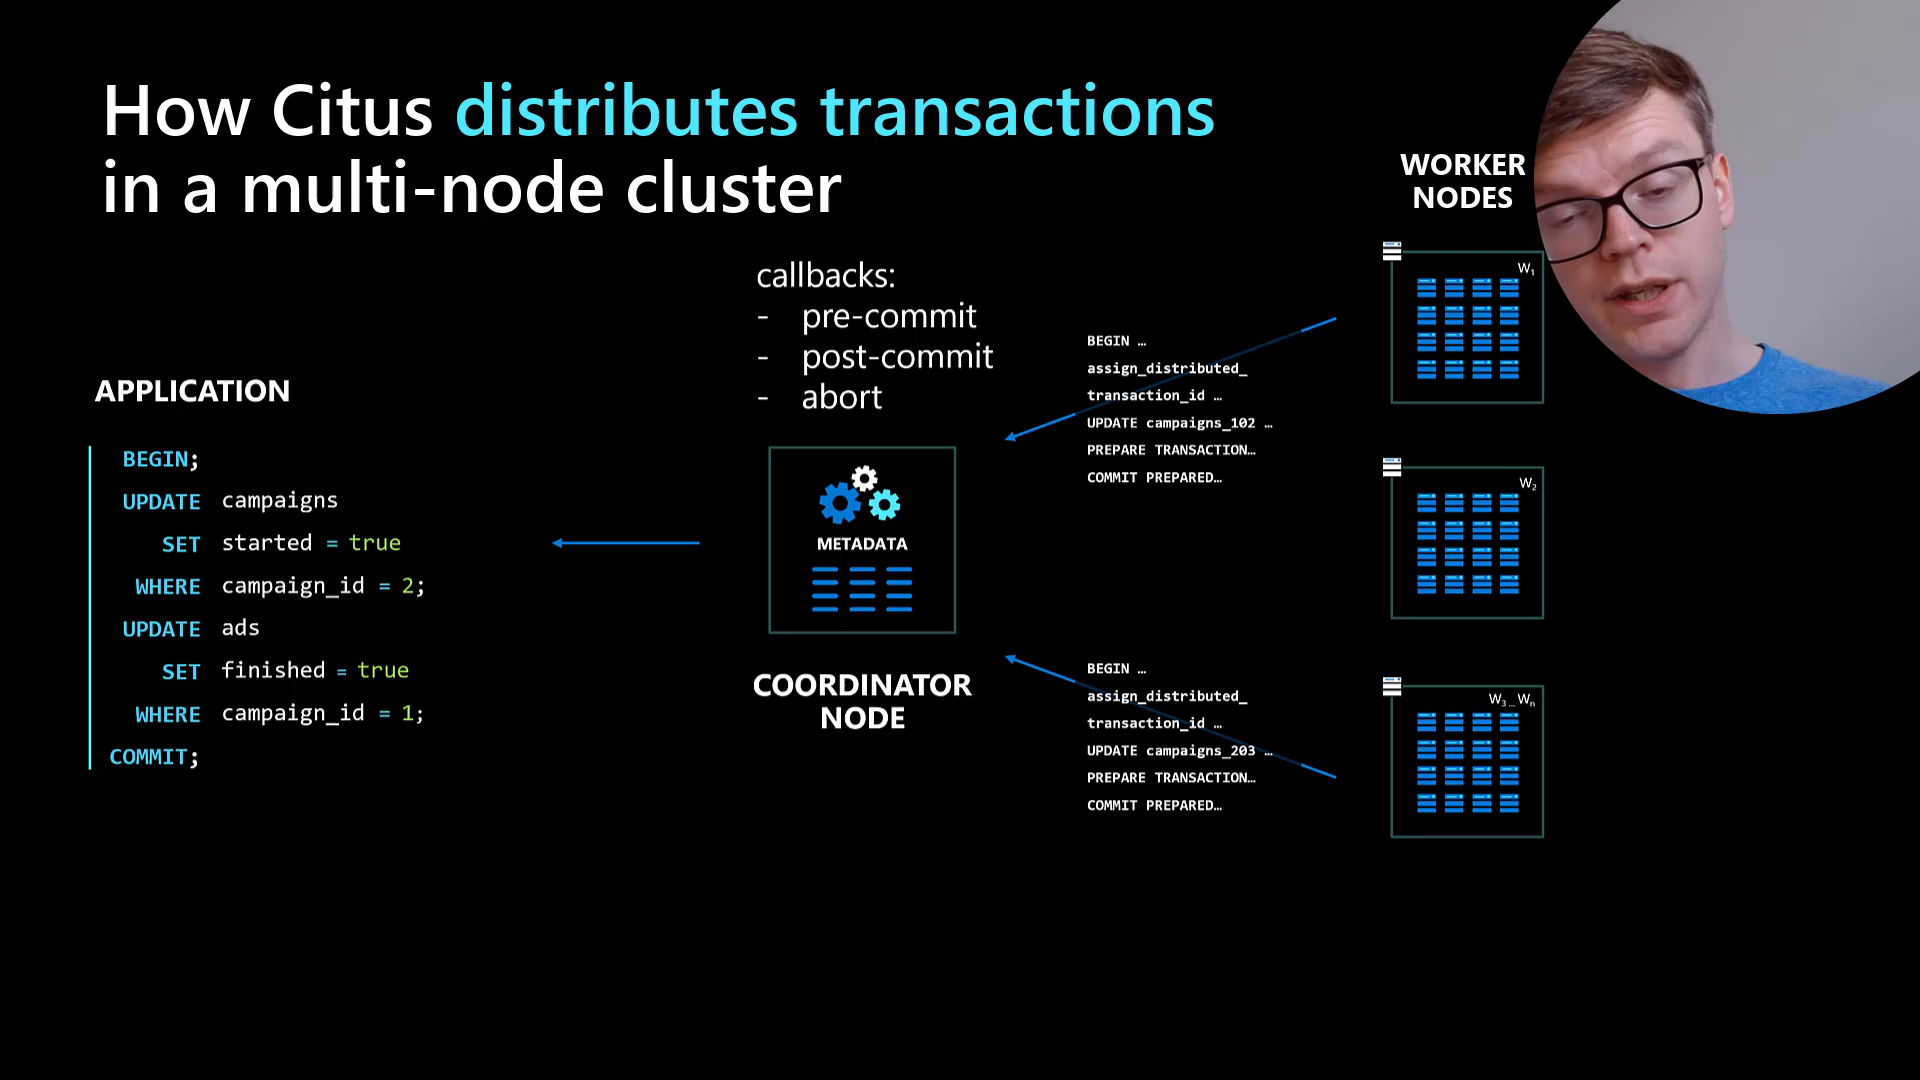 How Citus distributes transactions
in a multi-node cluster
WORKER
NODES
callbacks:
- pre-commit
- post-commit
- abort
APPLICATION
BEGIN;
UPDATE campaigns
SET started = true
WHERE campaign_id = 2;
UPDATE ads
SET finished = true
WHERE campaign_id = 1;
COMMIT;
METADATA
COORDINATOR
NODE
BEGIN …
assign_distributed_
transaction_id …
UPDATE campaigns_102 …
PREPARE TRANSACTION…
COMMIT PREPARED…
BEGIN …
assign_distributed_
transaction_id …
UPDATE campaigns_203 …
PREPARE TRANSACTION…
COMMIT PREPARED…
W1
W2
W3 … Wn